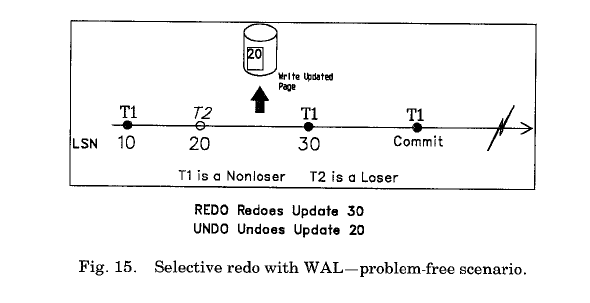 20
Write Updated
Page
T1 T2 T1 T1
LSN 10 20 30 Commit
T1 is a Nonloser T2 is a Loser
REDO Redoes Update 30
UNDO Undoes Update 20
Fig. 15. Selective redo with WAL—problem-free scenario.